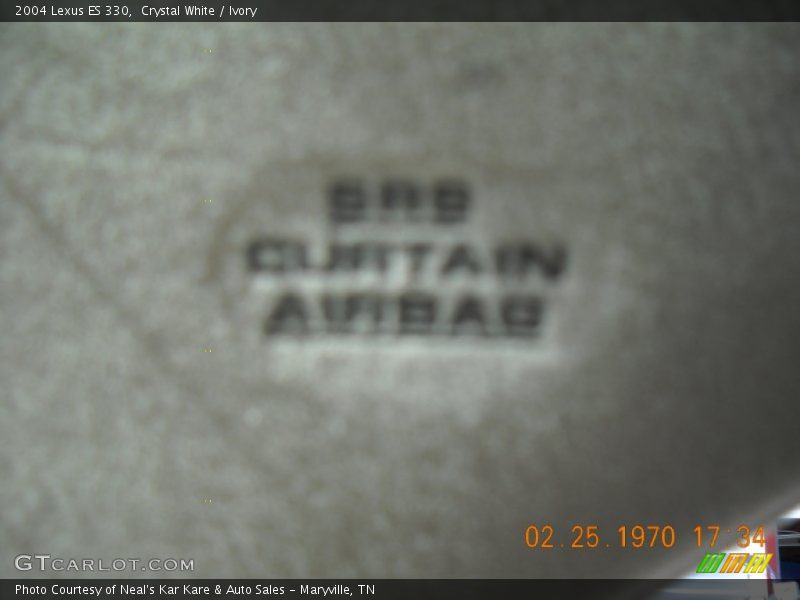 2004 Lexus ES 330,  Crystal White / Ivory
SRS
CURTAIN
AIRBAG
02.25.1970 17:34
GTCARLOT.COM
Photo Courtesy of Neal's Kar Kare & Auto Sales - Maryville, TN